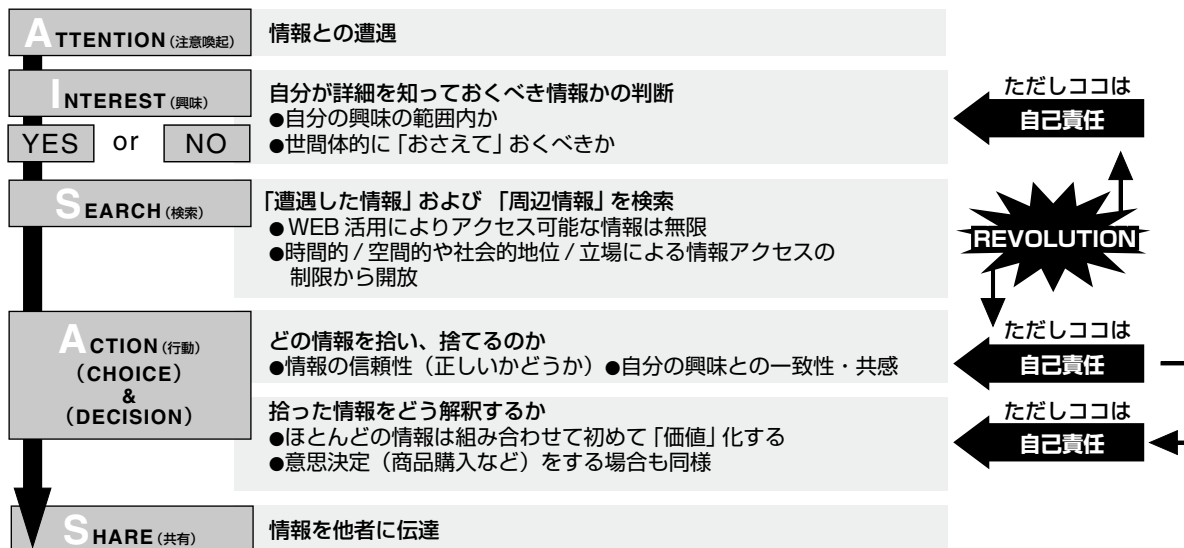 ATTENTION(注意喚起)
情報との遭遇
INTEREST(興味)
YES or NO
自分が詳細を知っておくべき情報かの判断
●自分の興味の範囲内か
●世間体的に「おさえて」おくべきか
ただしココは
自己責任
SEARCH(検索)
「遭遇した情報」および 「周辺情報」を検索
●WEB 活用によりアクセス可能な情報は無限
●時間的 / 空間的や社会的地位 / 立場による情報アクセスの
制限から開放
REVOLUTION
ACTION(行動)
(CHOICE)
&
(DECISION)
どの情報を拾い、捨てるのか
●情報の信頼性(正しいかどうか)●自分の興味との一致性・共感
ただしココは
自己責任
拾った情報をどう解釈するか
●ほとんどの情報は組み合わせて初めて「価値」化する
●意思決定(商品購入など)をする場合も同様
ただしココは
自己責任
SHARE(共有)
情報を他者に伝達